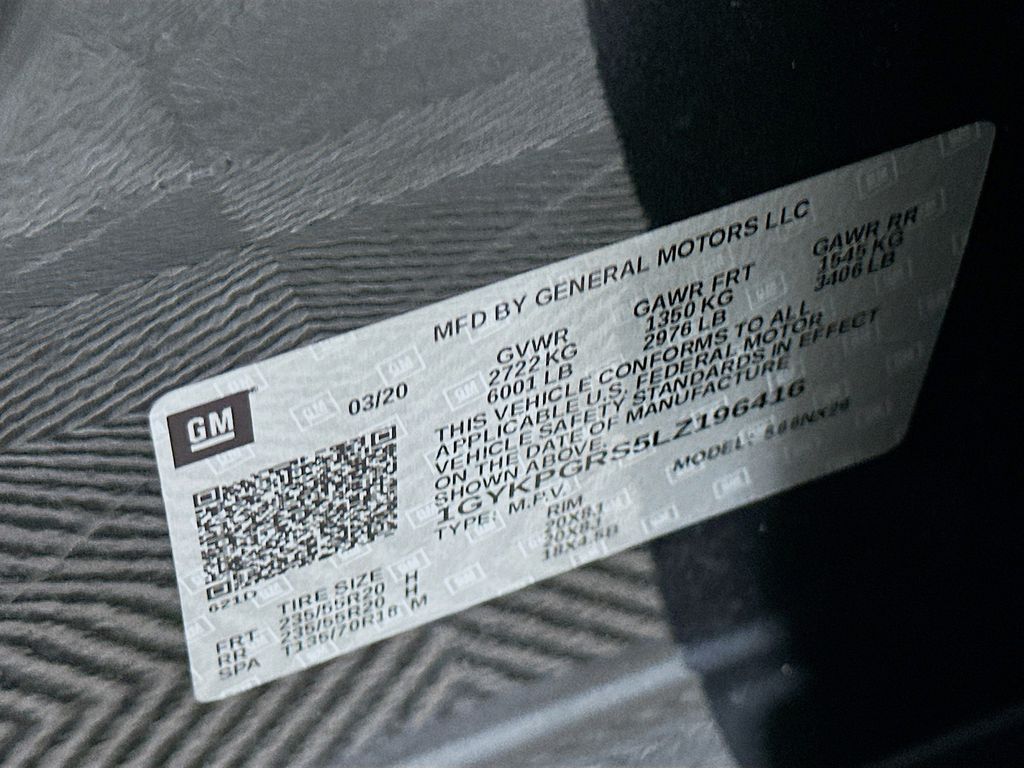 MFD BY GENERAL MOTORS LLC
GM
03/20
GVWR GAWR FRT GAWR RR
2722 KG 1350 KG 1545 KG
6001 LB 2976 LB 3406 LB
THIS VEHICLE CONFORMS TO ALL
APPLICABLE U.S. FEDERAL MOTOR
VEHICLE SAFETY STANDARDS IN EFFECT
ON THE DATE OF MANUFACTURE
SHOWN ABOVE.
1GYKPGRS5LZ196416
TYPE: M.P.V. MODEL:
621D
TIRE SIZE RIM
FRT 235/55R20 H 20X8J
RR 235/55R20 H 20X8J
SPA T135/70R18 M 18X4.5B